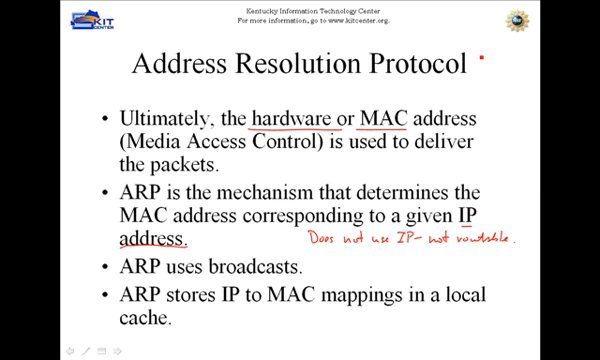 Kentucky Information Technology Center
For more information, go to www.kitcenter.org.
KIT
CENTER
Address Resolution Protocol
• Ultimately, the hardware or MAC address
(Media Access Control) is used to deliver
the packets.
• ARP is the mechanism that determines the
MAC address corresponding to a given IP
address.
Does not use IP - not routable.
• ARP uses broadcasts.
• ARP stores IP to MAC mappings in a local
cache.